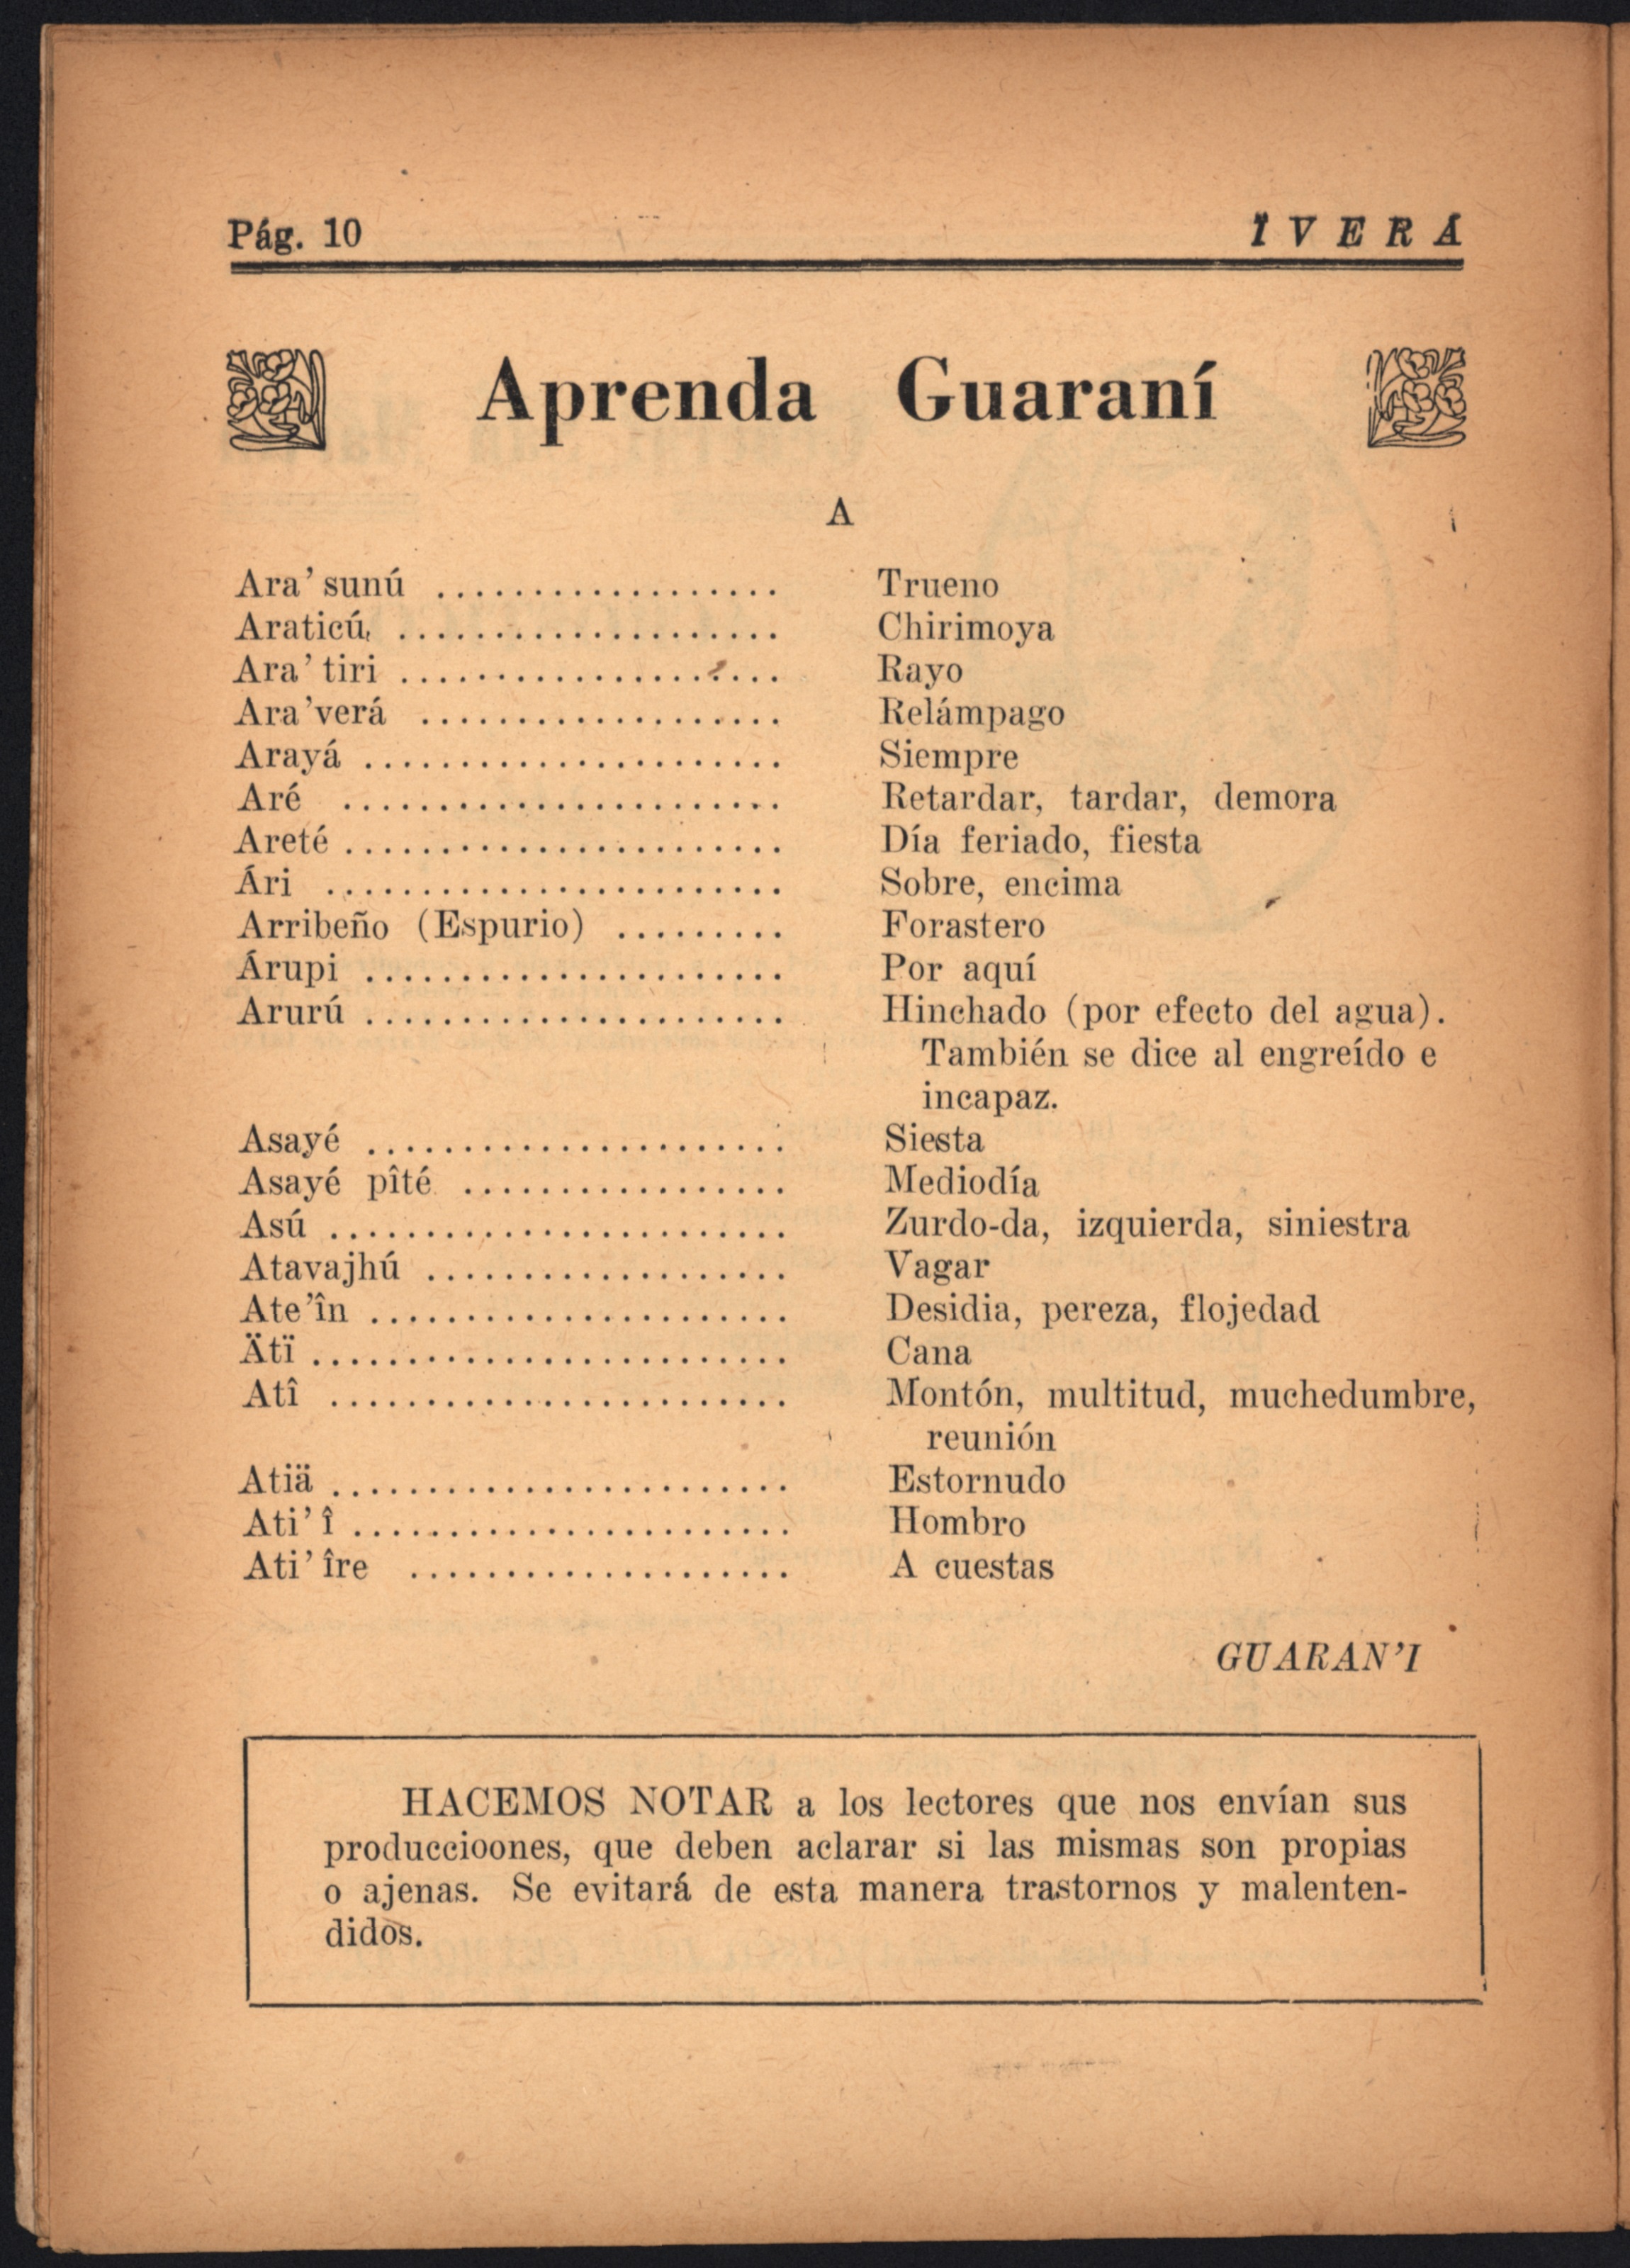 Pág. 10
Ï V E R Á
Aprenda Guaraní
A
Ara’ sunú .................. Trueno
Araticú, .................... Chirimoya
Ara’ tiri .................... Rayo
Ara’verá ................... Relámpago
Arayá ...................... Siempre
Aré ....................... Retardar, tardar, demora
Areté ....................... Día feriado, fiesta
Ári ........................ Sobre, encima
Arribeño (Espurio) ......... Forastero
Árupi ...................... Por aquí
Arurú ...................... Hinchado (por efecto del agua).
También se dice al engreído e
incapaz.
Asayé ...................... Siesta
Asayé pîté ................. Mediodía
Asú ........................ Zurdo-da, izquierda, siniestra
Atavajhú ................... Vagar
Ate’în ...................... Desidia, pereza, flojedad
Ätï ......................... Cana
Atî ........................ Montón, multitud, muchedumbre,
reunión
Atiä ........................ Estornudo
Ati’ î ....................... Hombro
Ati’ îre .................... A cuestas
GUARAN’I
HACEMOS NOTAR a los lectores que nos envían sus
produccioones, que deben aclarar si las mismas son propias
o ajenas. Se evitará de esta manera trastornos y malenten-
didos.